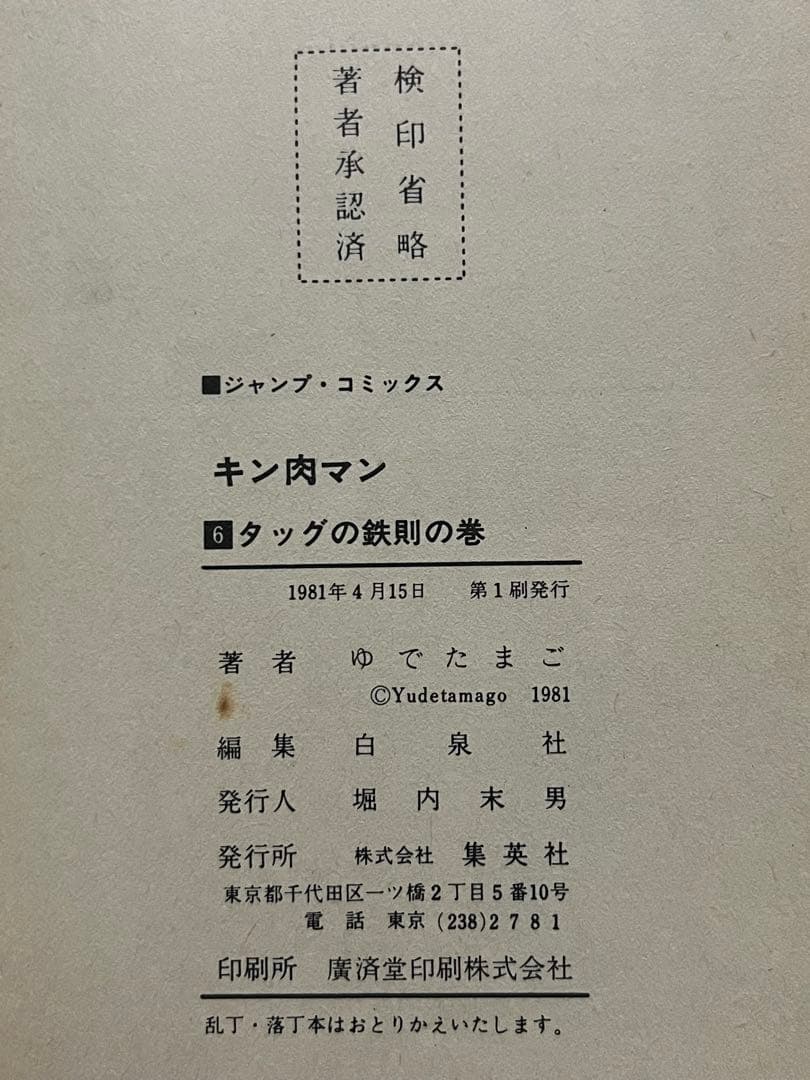 検印省略
著者承認済
■ジャンプ・コミックス
キン肉マン
6タッグの鉄則の巻
1981年4月15日 第1刷発行
著者 ゆでたまご
©Yudetamago 1981
編集 白泉社
発行人 堀内末男
発行所 株式会社 集英社
東京都千代田区一ツ橋2丁目5番10号
電話 東京 (238)2781
印刷所 廣済堂印刷株式会社
乱丁・落丁本はおとりかえいたします。